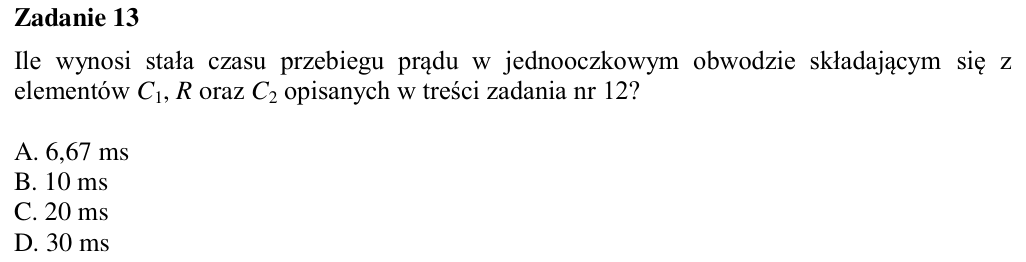 Zadanie 13
Ile wynosi stała czasu przebiegu prądu w jednooczkowym obwodzie składającym się z
elementów C₁, R oraz C₂ opisanych w treści zadania nr 12?
A. 6,67 ms
B. 10 ms
C. 20 ms
D. 30 ms